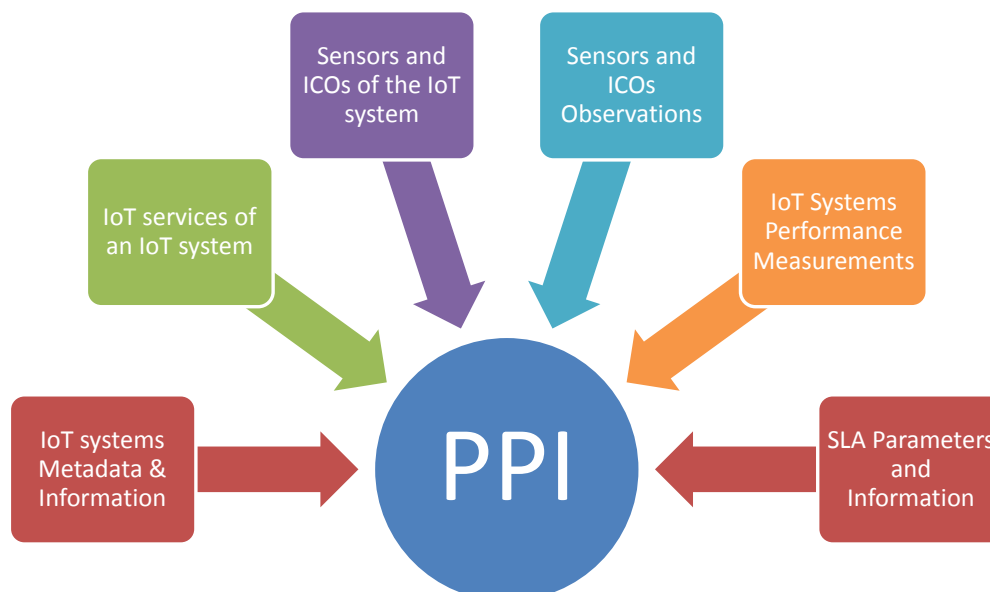 Sensors and
ICOs of the IoT
system
Sensors and
ICOs
Observations
IoT services of
an IoT system
IoT Systems
Performance
Measurements
IoT systems
Metadata &
Information
PPI
SLA Parameters
and
Information